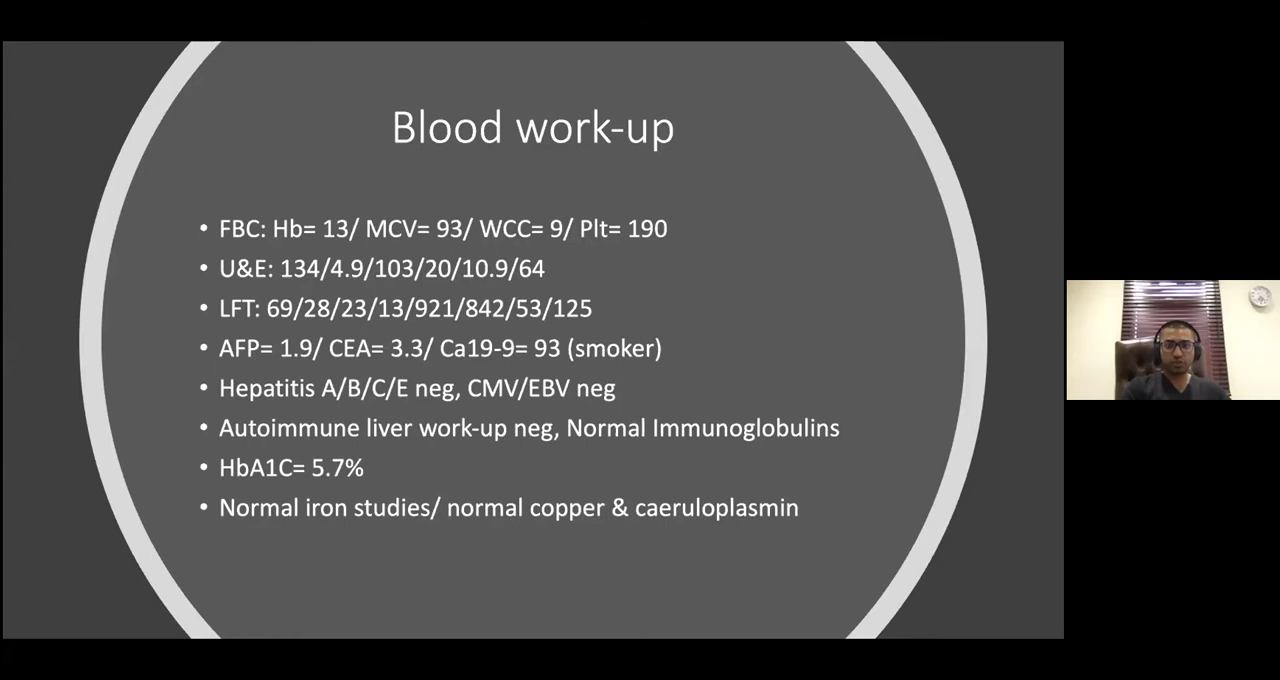 Blood work-up
• FBC: Hb= 13/ MCV= 93/ WCC= 9/ Plt= 190
• U&E: 134/4.9/103/20/10.9/64
• LFT: 69/28/23/13/921/842/53/125
• AFP= 1.9/ CEA= 3.3/ Ca19-9= 93 (smoker)
• Hepatitis A/B/C/E neg, CMV/EBV neg
• Autoimmune liver work-up neg, Normal Immunoglobulins
• HbA1C= 5.7%
• Normal iron studies/ normal copper & caeruloplasmin